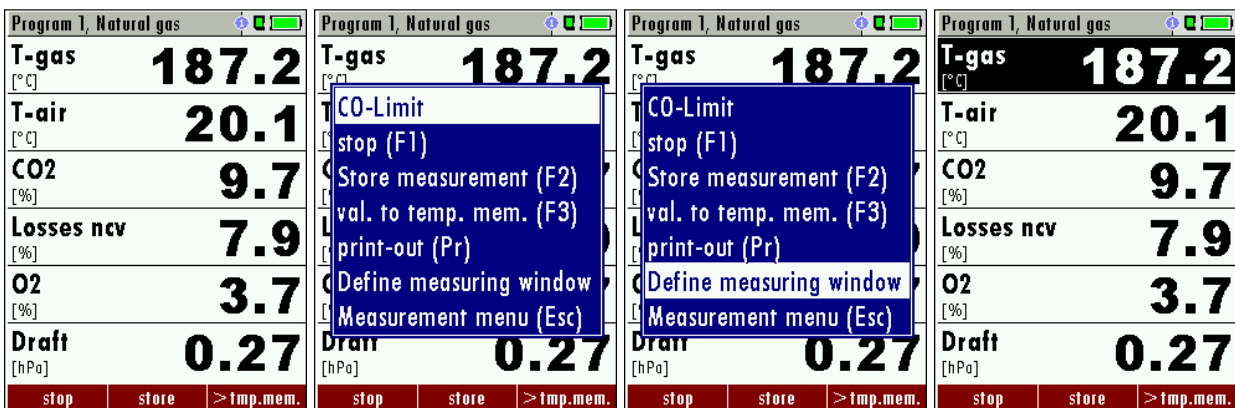 Program 1, Natural gas
T-gas
[°C]
187.2
T-air
[°C]
20.1
CO2
[%]
9.7
Losses ncv
[%]
7.9
O2
[%]
3.7
Draft
[hPa]
0.27
stop store >tmp.mem.
Program 1, Natural gas
T-gas
187.2
CO-Limit
stop (F1)
Store measurement (F2)
val. to temp. mem. (F3)
print-out (Pr)
Define measuring window
Measurement menu (Esc)
Draft
[hPa]
0.27
stop store >tmp.mem.
Program 1, Natural gas
T-gas
187.2
CO-Limit
stop (F1)
Store measurement (F2)
val. to temp. mem. (F3)
print-out (Pr)
Define measuring window
Measurement menu (Esc)
Draft
[hPa]
0.27
stop store >tmp.mem.
Program 1, Natural gas
T-gas
[°C]
187.2
T-air
[°C]
20.1
CO2
[%]
9.7
Losses ncv
[%]
7.9
O2
[%]
3.7
Draft
[hPa]
0.27
stop store >tmp.mem.